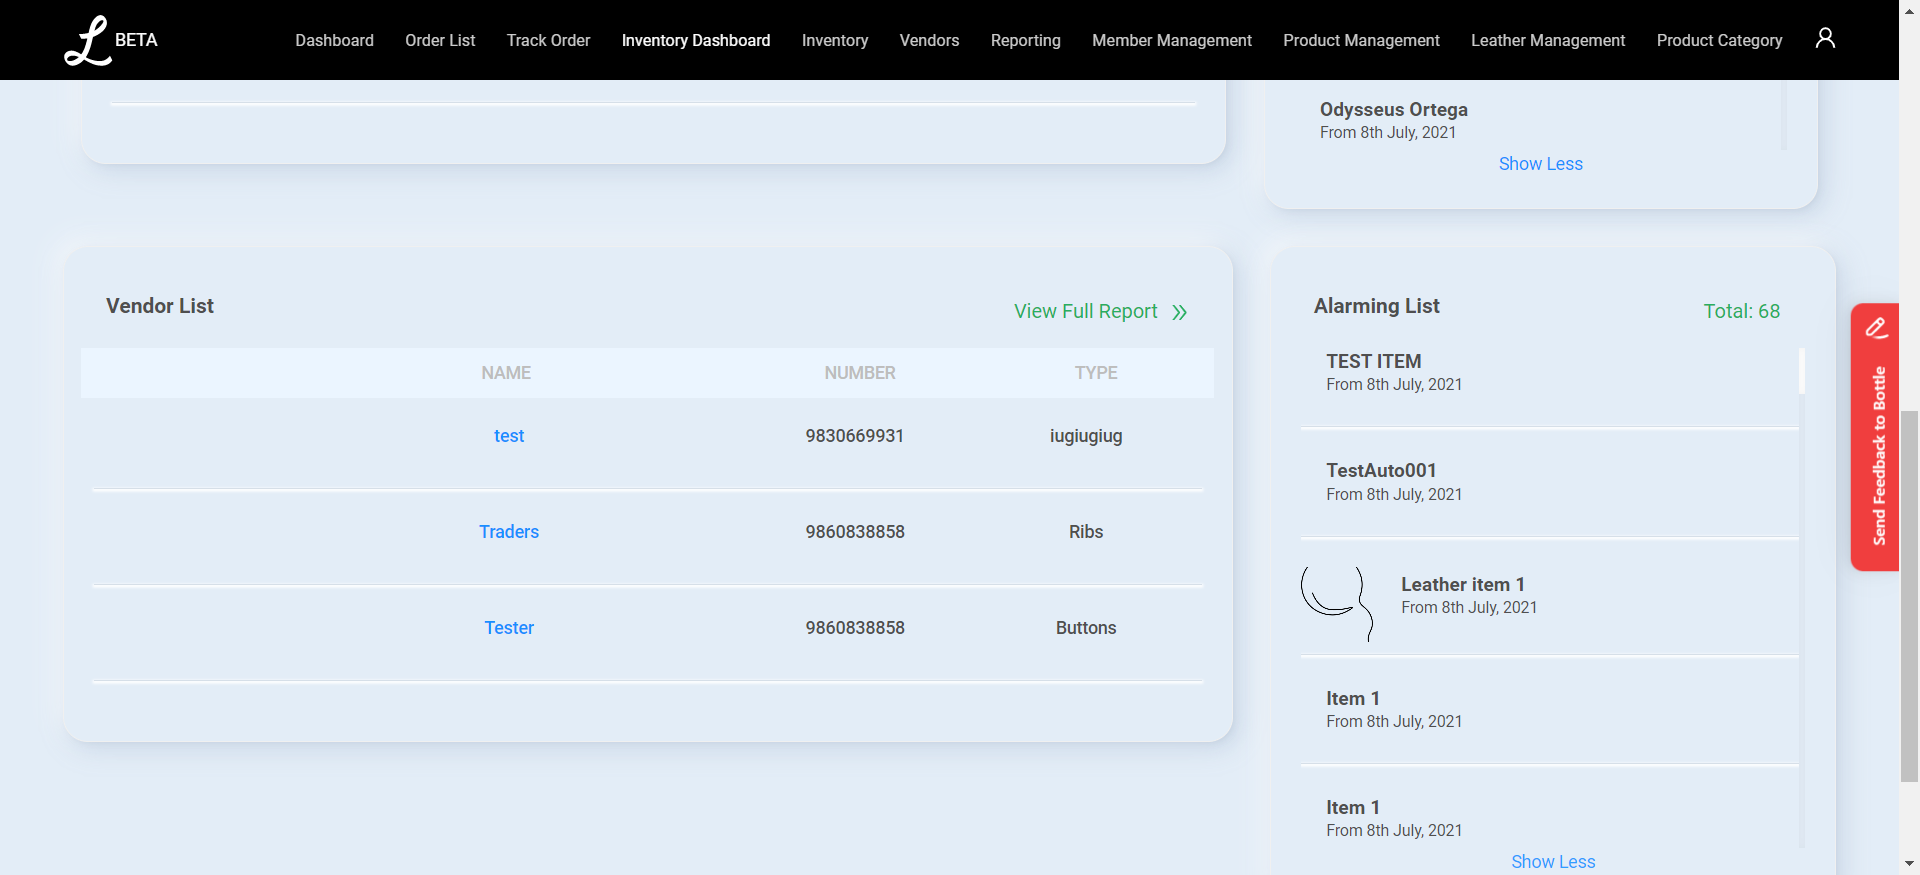 L BETA Dashboard Order List Track Order Inventory Dashboard Inventory Vendors Reporting Member Management Product Management Leather Management Product Category
Odysseus Ortega
From 8th July, 2021
Show Less
Vendor List View Full Report »
NAME NUMBER TYPE
test 9830669931 iugiugiug
Traders 9860838858 Ribs
Tester 9860838858 Buttons
Alarming List Total: 68
TEST ITEM
From 8th July, 2021
TestAuto001
From 8th July, 2021
Leather item 1
From 8th July, 2021
Item 1
From 8th July, 2021
Item 1
From 8th July, 2021
Show Less
Send Feedback to Bottle